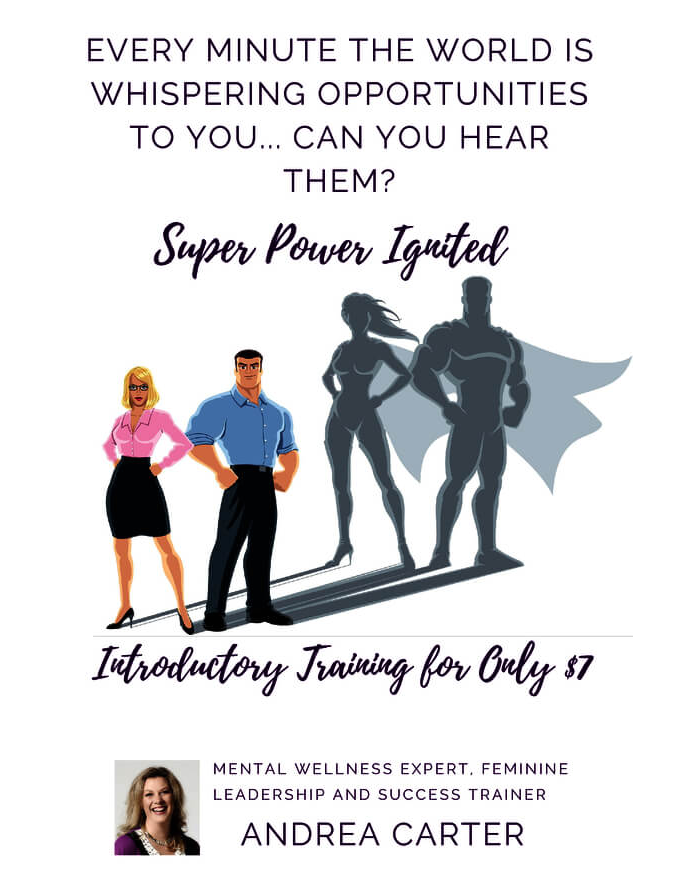 EVERY MINUTE THE WORLD IS
WHISPERING OPPORTUNITIES
TO YOU... CAN YOU HEAR
THEM?
Super Power Ignited
Introductory Training for Only $7
MENTAL WELLNESS EXPERT, FEMININE
LEADERSHIP AND SUCCESS TRAINER
ANDREA CARTER